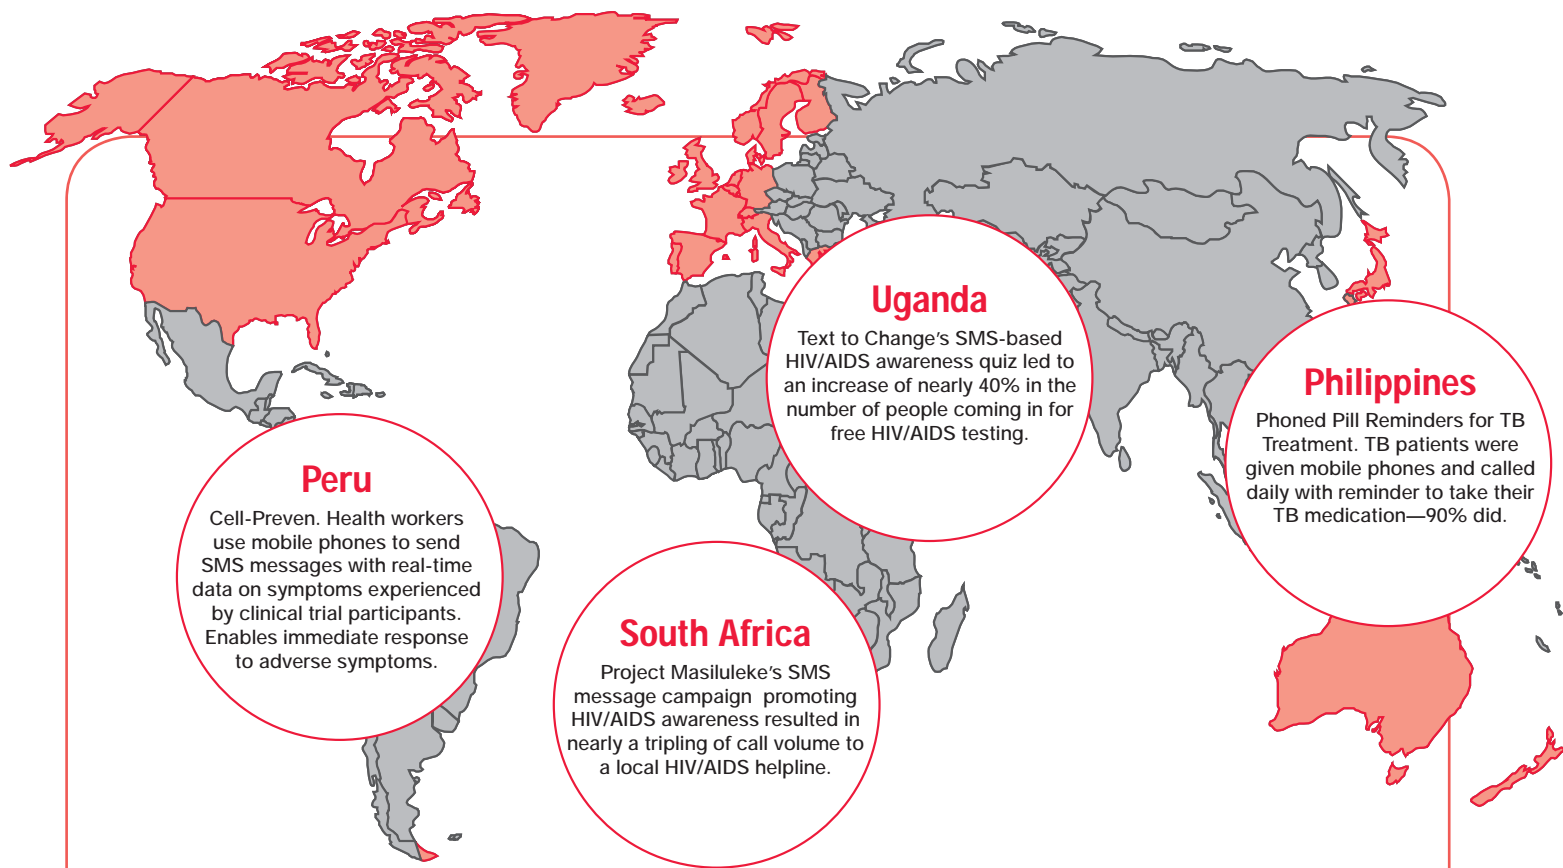 Uganda
Text to Change's SMS-based
HIV/AIDS awareness quiz led to
an increase of nearly 40% in the
number of people coming in for
free HIV/AIDS testing.
Philippines
Phoned Pill Reminders for TB
Treatment. TB patients were
given mobile phones and called
daily with reminder to take their
TB medication—90% did.
Peru
Cell-Preven. Health workers
use mobile phones to send
SMS messages with real-time
data on symptoms experienced
by clinical trial participants.
Enables immediate response
to adverse symptoms.
South Africa
Project Masiluleke's SMS
message campaign promoting
HIV/AIDS awareness resulted in
nearly a tripling of call volume to
a local HIV/AIDS helpline.